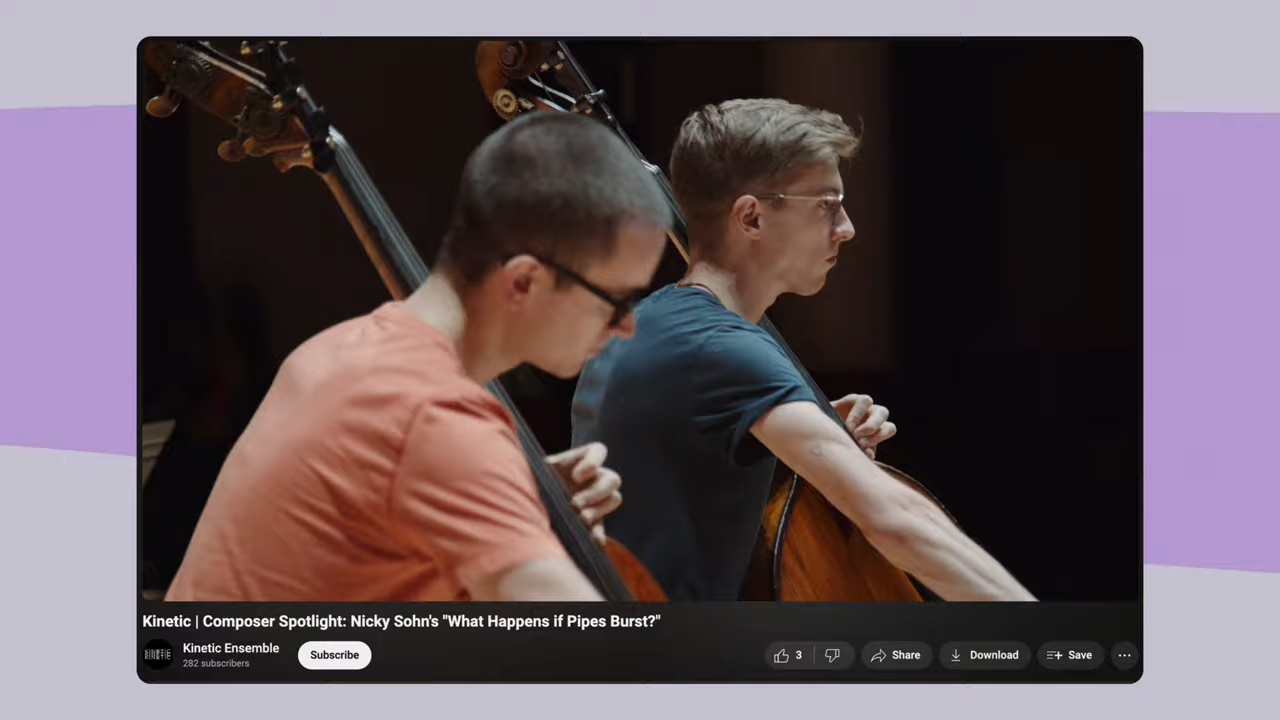 Kinetic | Composer Spotlight: Nicky Sohn's "What Happens if Pipes Burst?"
KINETIC
Kinetic Ensemble
282 subscribers
Subscribe
3
Share
Download
Save